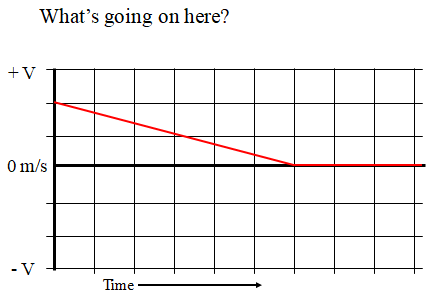 What's going on here?
+ V
0 m/s
- V
Time